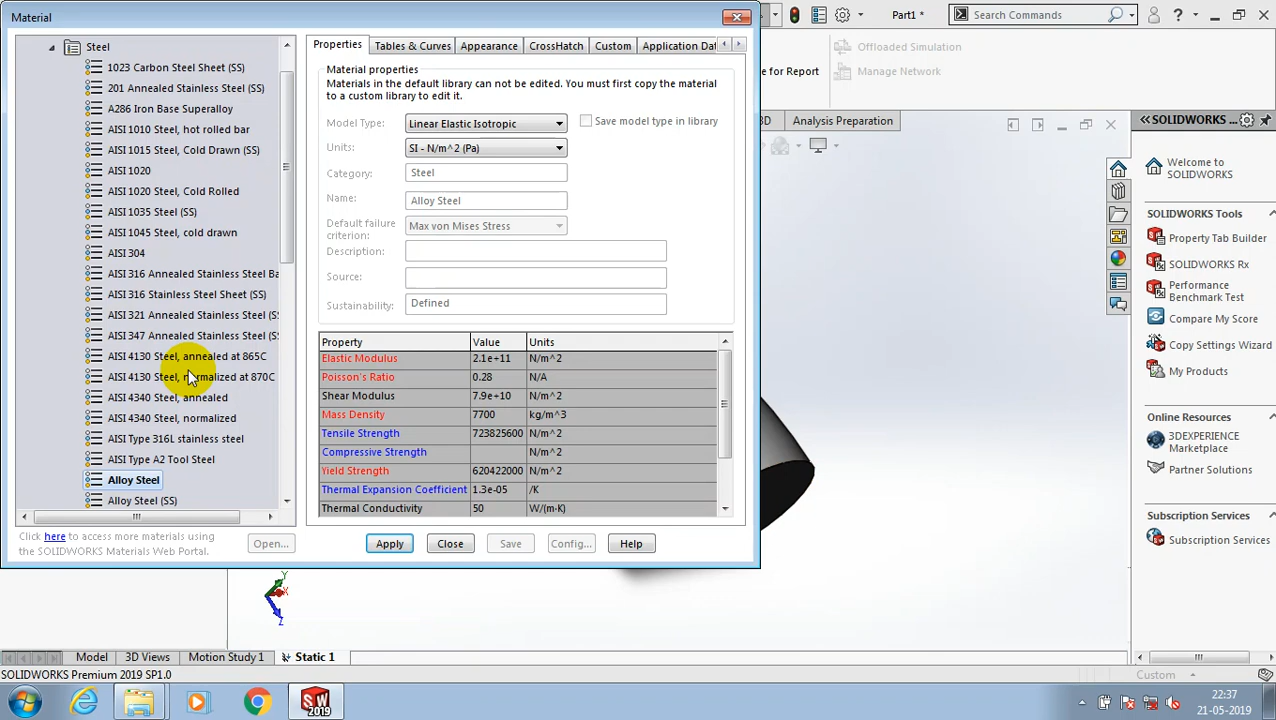 Material
Part1 *
Search Commands
?
Steel
1023 Carbon Steel Sheet (SS)
201 Annealed Stainless Steel (SS)
A286 Iron Base Superalloy
AISI 1010 Steel, hot rolled bar
AISI 1015 Steel, Cold Drawn (SS)
AISI 1020
AISI 1020 Steel, Cold Rolled
AISI 1035 Steel (SS)
AISI 1045 Steel, cold drawn
AISI 304
AISI 316 Annealed Stainless Steel Ba
AISI 316 Stainless Steel Sheet (SS)
AISI 321 Annealed Stainless Steel (S
AISI 347 Annealed Stainless Steel (S
AISI 4130 Steel, annealed at 865C
AISI 4130 Steel, normalized at 870C
AISI 4340 Steel, annealed
AISI 4340 Steel, normalized
AISI Type 316L stainless steel
AISI Type A2 Tool Steel
Alloy Steel
Alloy Steel (SS)
Click here to access more materials using
the SOLIDWORKS Materials Web Portal.
Open...
Properties
Tables & Curves
Appearance
CrossHatch
Custom
Application Dat
Material properties
Materials in the default library can not be edited. You must first copy the material
to a custom library to edit it.
Model Type:
Linear Elastic Isotropic
Save model type in library
Units:
SI - N/m^2 (Pa)
Category:
Steel
Name:
Alloy Steel
Default failure
criterion:
Max von Mises Stress
Description:
Source:
Sustainability:
Defined
Property Value Units
Elastic Modulus 2.1e+11 N/m^2
Poisson's Ratio 0.28 N/A
Shear Modulus 7.9e+10 N/m^2
Mass Density 7700 kg/m^3
Tensile Strength 723825600 N/m^2
Compressive Strength N/m^2
Yield Strength 620422000 N/m^2
Thermal Expansion Coefficient 1.3e-05 /K
Thermal Conductivity 50 W/(m·K)
Apply
Close
Save
Config...
Help
Offloaded Simulation
e for Report
Manage Network
3D
Analysis Preparation
SOLIDWORKS Re
Welcome to
SOLIDWORKS
SOLIDWORKS Tools
Property Tab Builder
SOLIDWORKS Rx
Performance
Benchmark Test
Compare My Score
Copy Settings Wizard
My Products
Online Resources
3DEXPERIENCE
Marketplace
Partner Solutions
Subscription Services
Subscription Services
Y
X
Z
Model
3D Views
Motion Study 1
Static 1
SOLIDWORKS Premium 2019 SP1.0
Custom
SW
2019
22:37
21-05-2019